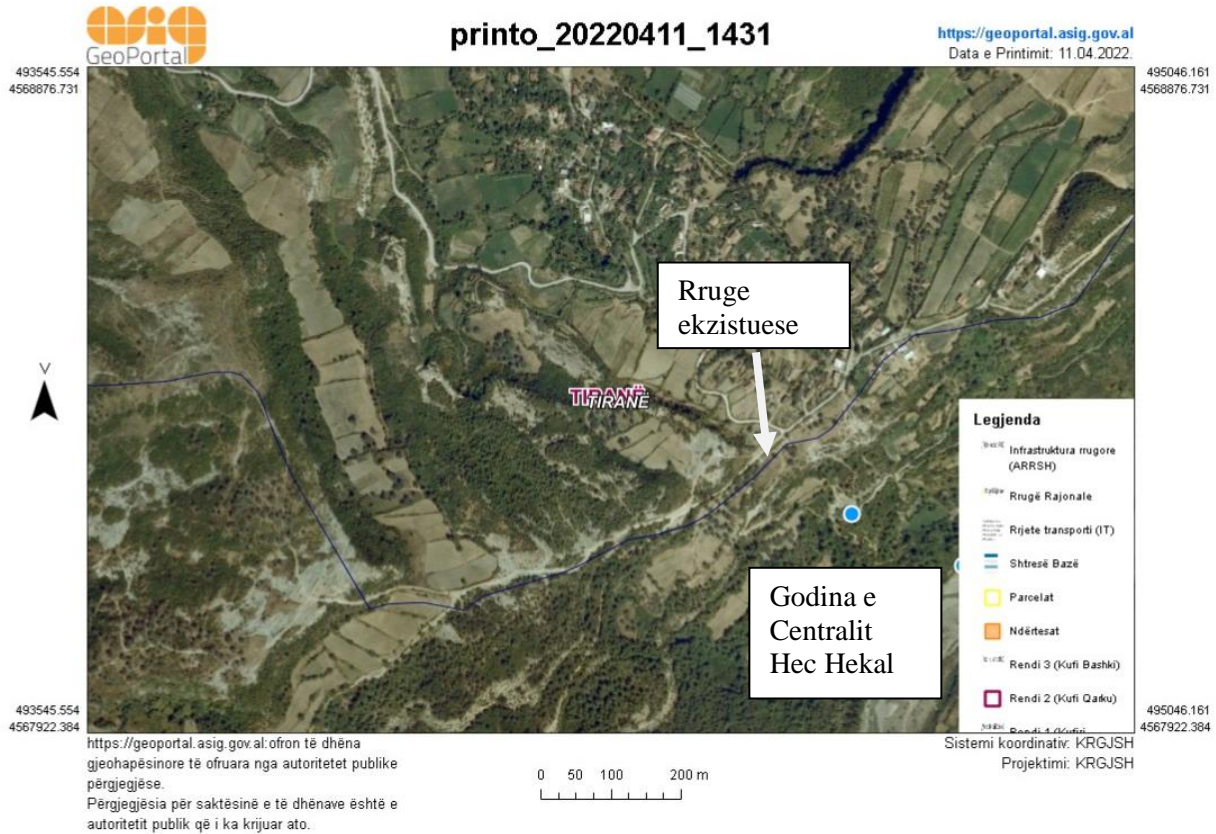 asig
GeoPortal
printo_20220411_1431
https://geoportal.asig.gov.al
Data e Printimit: 11.04.2022.
493545.554
4568876.731
495046.161
4568876.731
Rruge
ekzistuese
TIRANË
TIRANË
Legjenda
Infrastruktura rrugore
(ARRSH)
Rrugë Rajonale
Rrjete transporti (IT)
Shtresë Bazë
Parcelat
Ndërtesat
Rendi 3 (Kufi Bashki)
Rendi 2 (Kufi Qarku)
Godina e
Centralit
Hec Hekal
493545.554
4567922.384
495046.161
4567922.384
https://geoportal.asig.gov.al:ofron të dhëna
gjeohapësinore të ofruara nga autoritetet publike
përgjegjëse.
Përgjegjësia për saktësinë e të dhënave është e
autoritetit publik që i ka krijuar ato.
0 50 100 200 m
Sistemi koordinativ: KRGJSH
Projektimi: KRGJSH